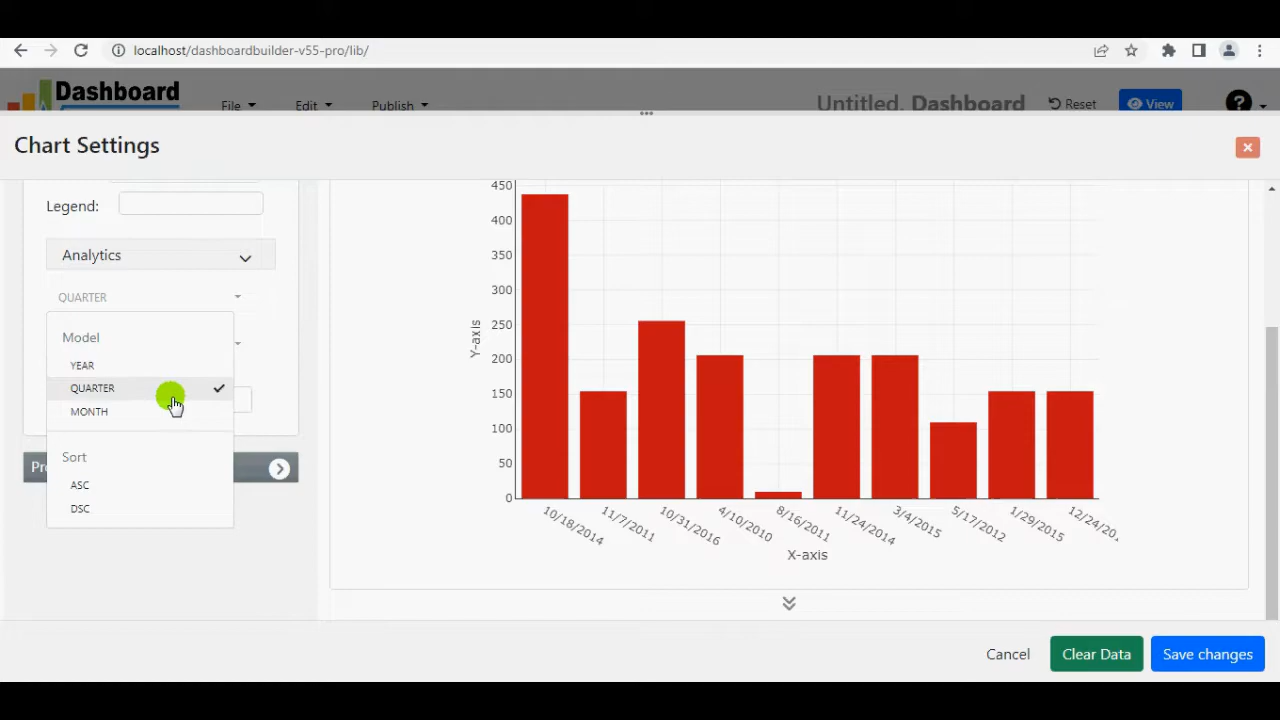 localhost/dashboardbuilder-v55-pro/lib/
Dashboard
File Edit Publish
Untitled, Dashboard
Reset View
Chart Settings
Legend:
Analytics
QUARTER
Model
YEAR
QUARTER
MONTH
Sort
ASC
DSC
450
400
350
300
250
200
150
100
50
0
Y-axis
10/18/2014 11/7/2011 10/31/2016 4/10/2010 8/16/2011 11/24/2014 3/4/2015 5/17/2012 1/29/2015 12/24/20
X-axis
Cancel Clear Data Save changes